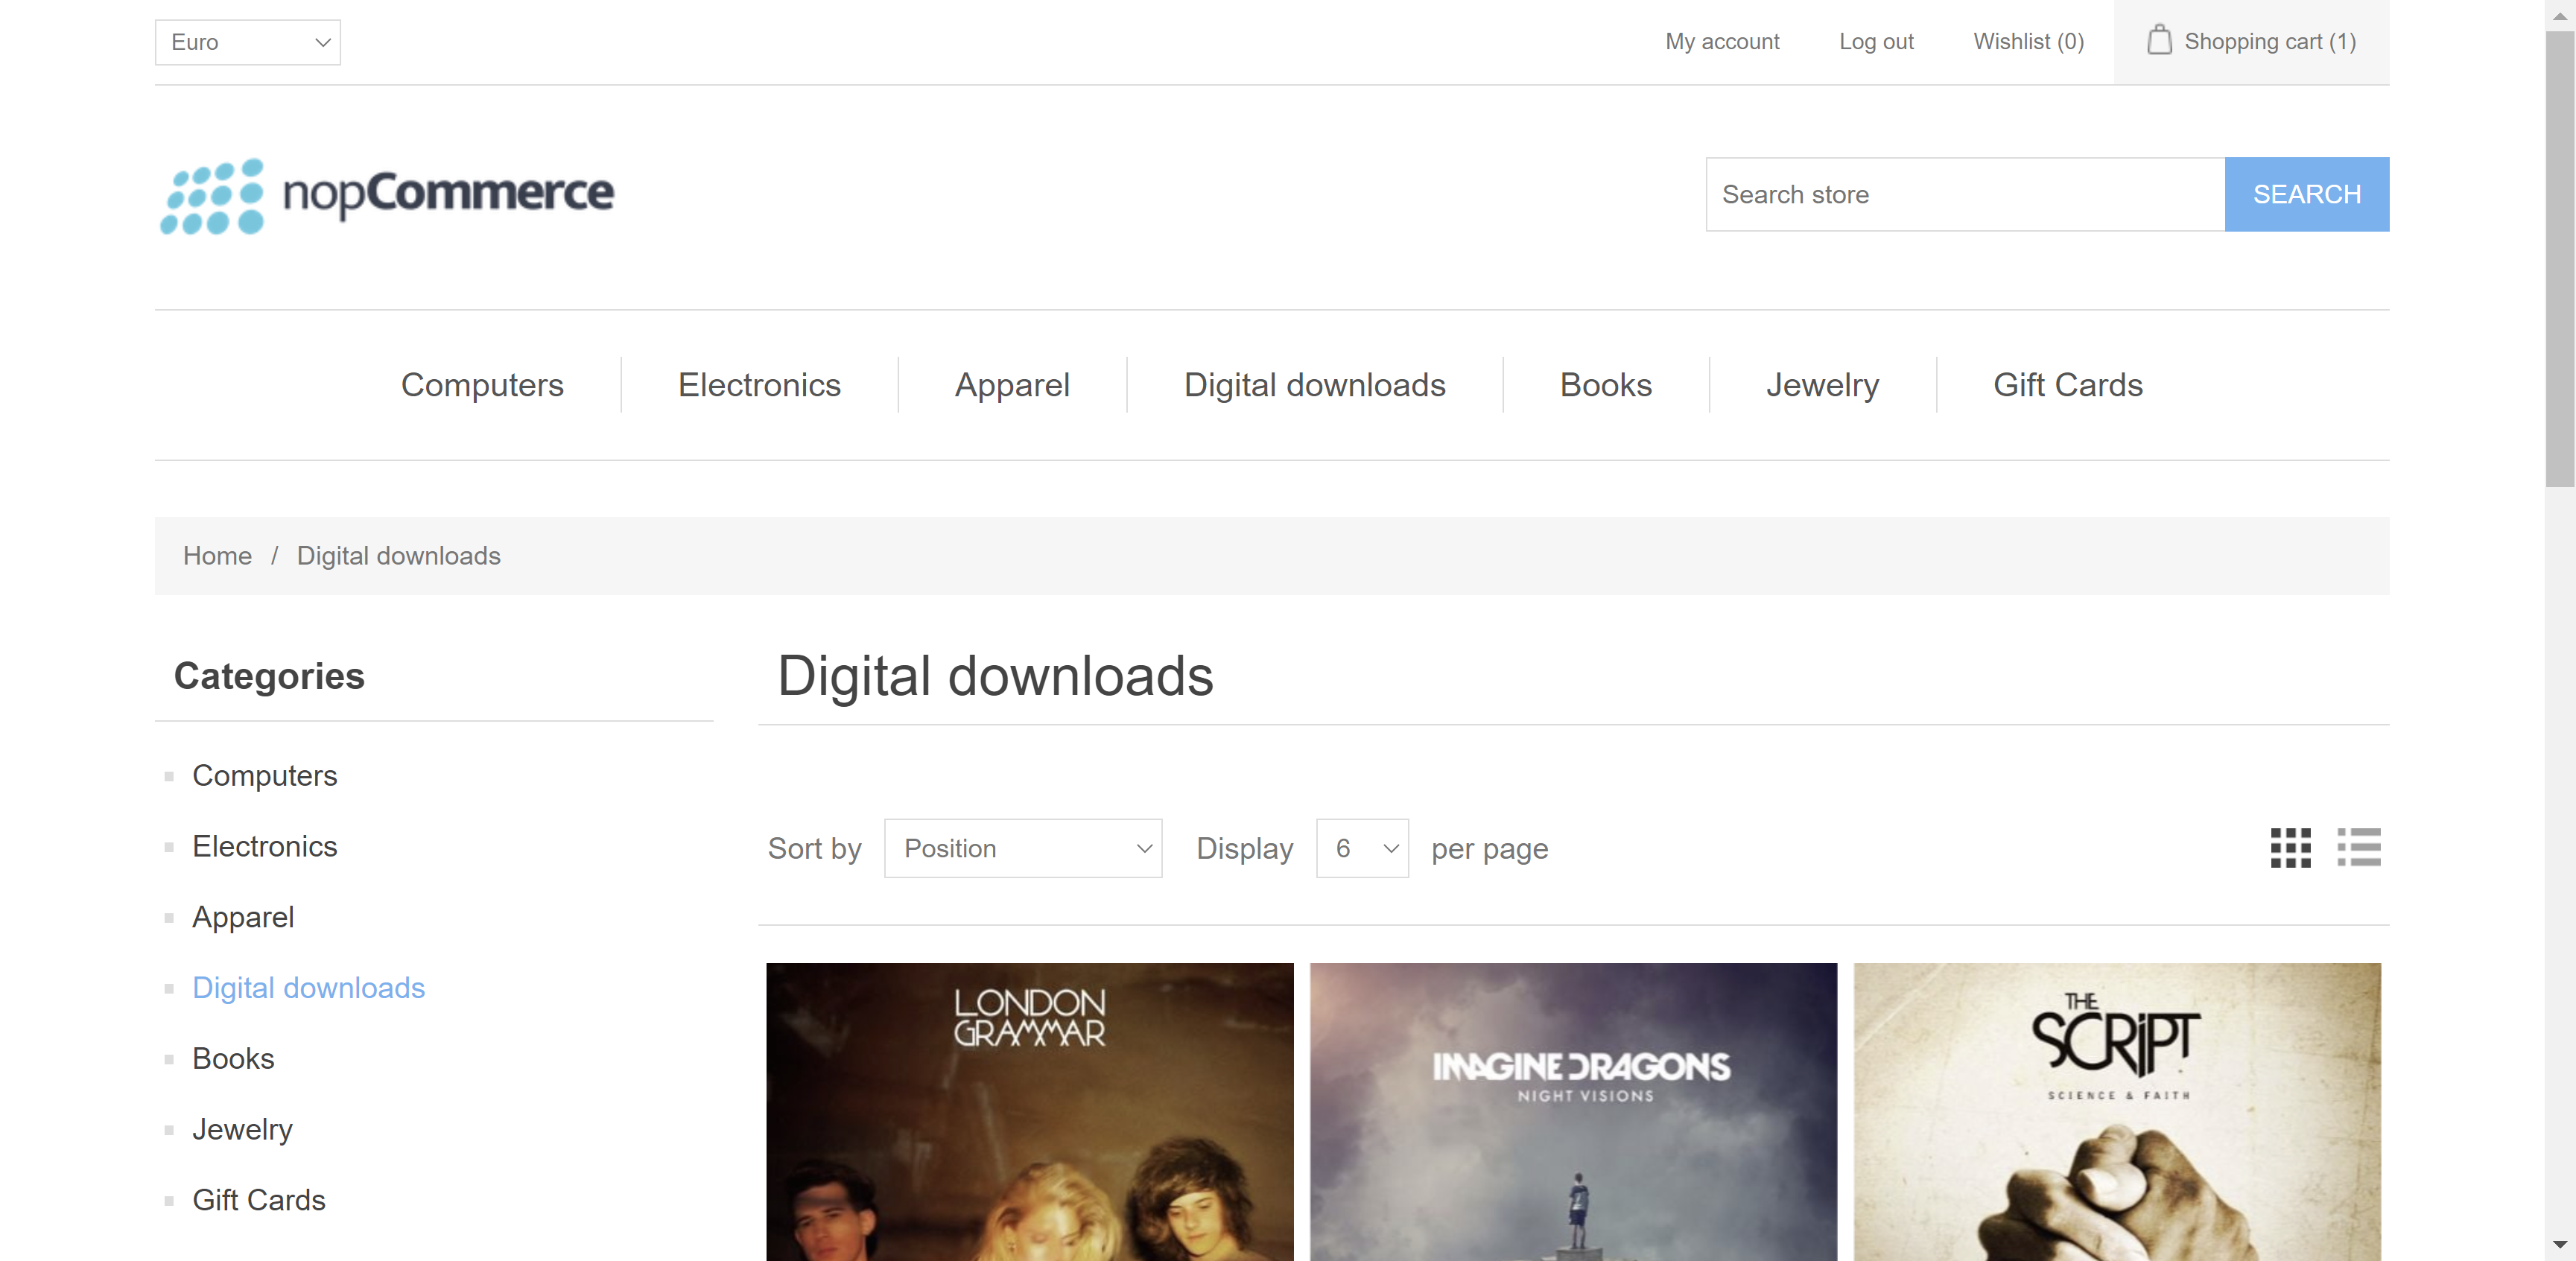 Euro
My account
Log out
Wishlist (0)
Shopping cart (1)
nopCommerce
Search store
SEARCH
Computers
Electronics
Apparel
Digital downloads
Books
Jewelry
Gift Cards
Home / Digital downloads
Categories
Computers
Electronics
Apparel
Digital downloads
Books
Jewelry
Gift Cards
Digital downloads
Sort by Position Display 6 per page
LONDON
GRAMMAR
IMAGINE DRAGONS
NIGHT VISIONS
THE
SCRIPT
SCIENCE & FAITH